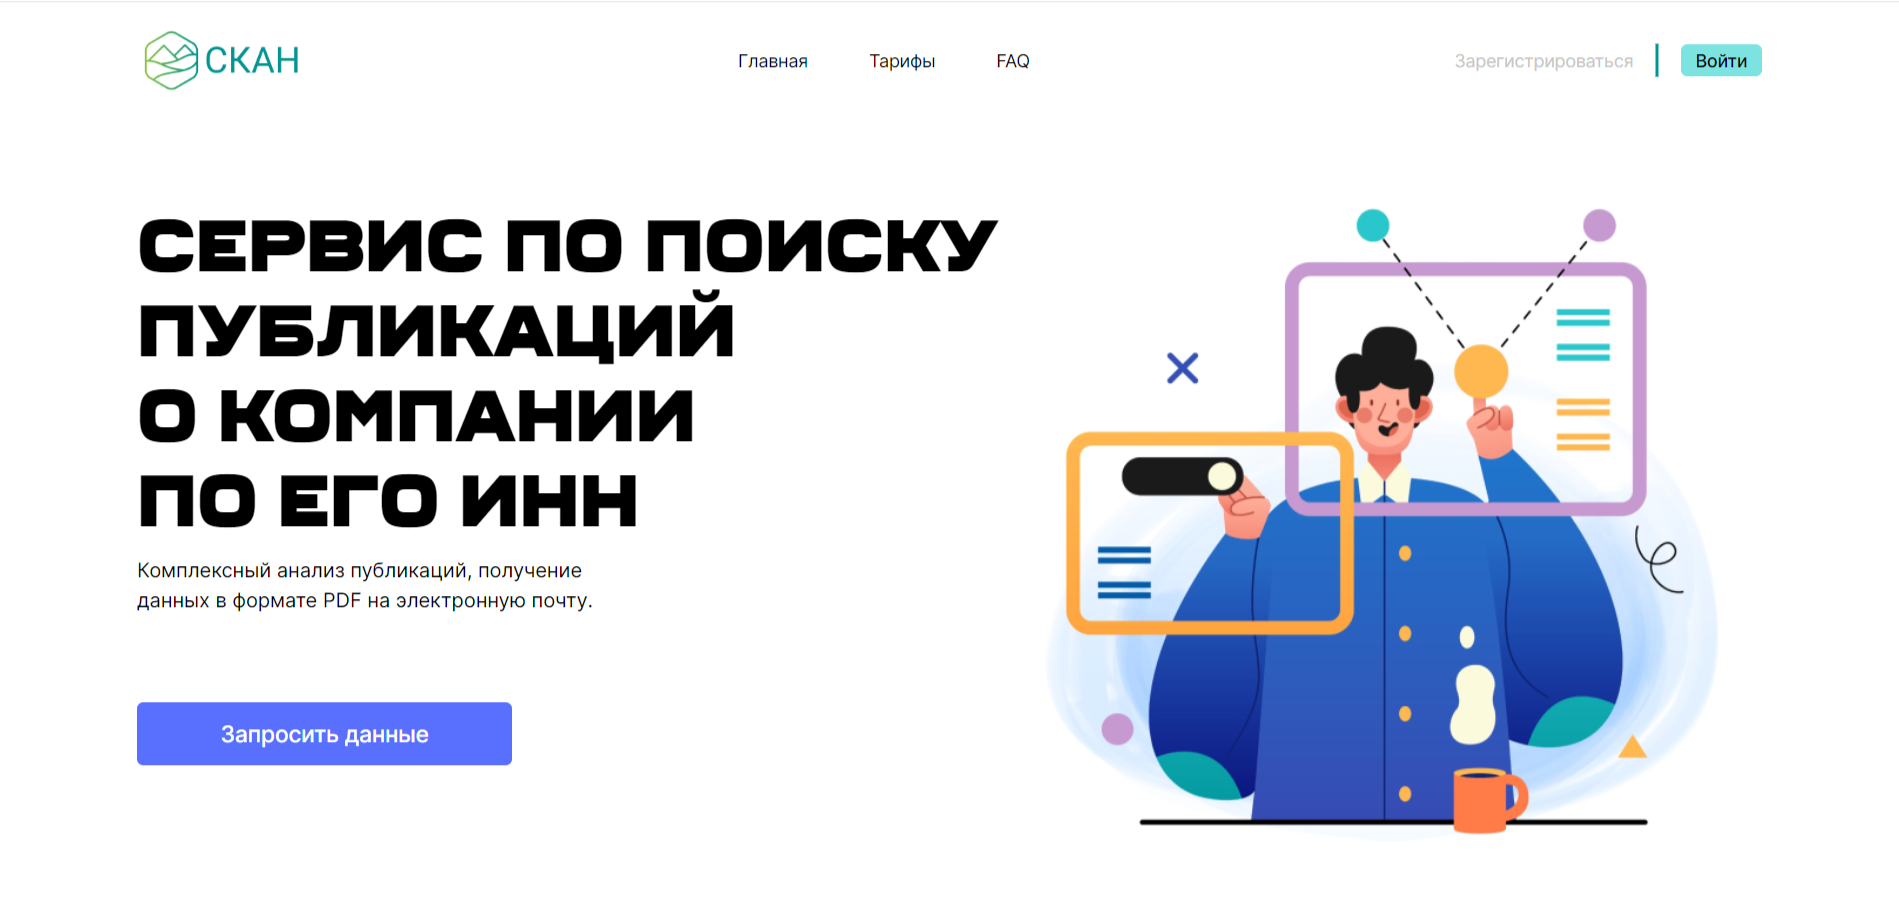 СКАН
Главная
Тарифы
FAQ
Зарегистрироваться
Войти
СЕРВИС ПО ПОИСКУ
ПУБЛИКАЦИЙ
О КОМПАНИИ
ПО ЕГО ИНН
Комплексный анализ публикаций, получение
данных в формате PDF на электронную почту.
Запросить данные